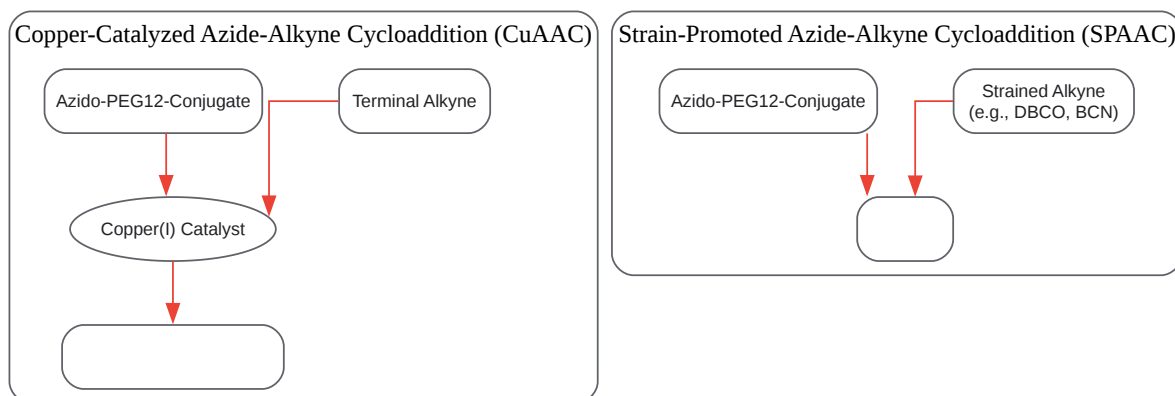 Copper-Catalyzed Azide-Alkyne Cycloaddition (CuAAC)
Azido-PEG12-Conjugate
Terminal Alkyne
Copper(I) Catalyst
Strain-Promoted Azide-Alkyne Cycloaddition (SPAAC)
Azido-PEG12-Conjugate
Strained Alkyne
(e.g., DBCO, BCN)